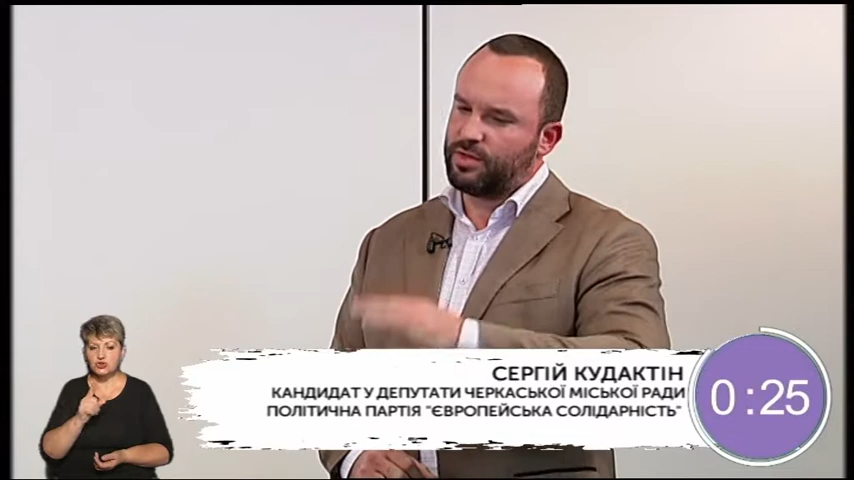 СЕРГІЙ КУДАКТІН
КАНДИДАТ У ДЕПУТАТИ ЧЕРКАСЬКОЇ МІСЬКОЇ РАДИ
ПОЛІТИЧНА ПАРТІЯ "ЄВРОПЕЙСЬКА СОЛІДАРНІСТЬ"
0:25